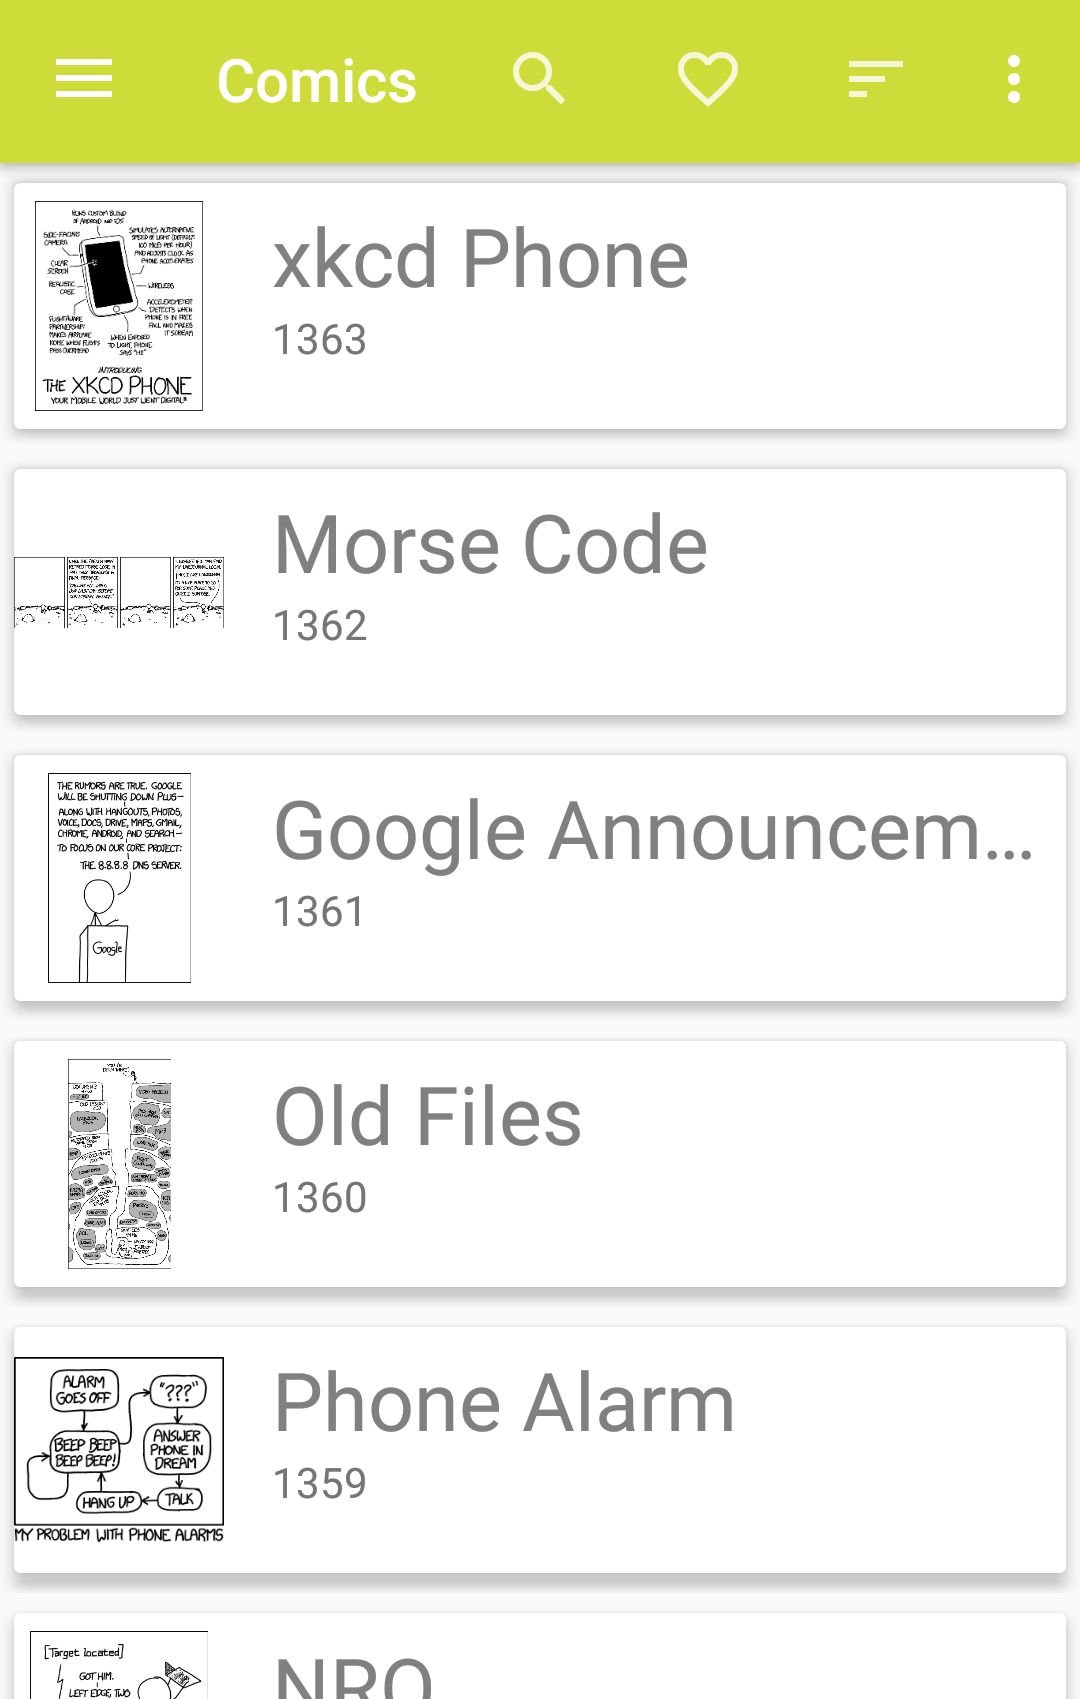 Comics
RUNS CUSTOM BLEND
OF ANDROID AND IOS
SIDE-FACING
CAMERA
SIMULATES ALTERNATIVE
SPEED OF LIGHT (DEFAULT:
100 MILES PER HOUR)
AND ADJUSTS CLOCK AS
PHONE ACCELERATES
CLEAR
SCREEN
REALISTIC
CASE
WIRELESS
ACCELEROMETER
DETECTS WHEN
PHONE IS IN FREE
FALL AND MAKES
IT SCREAM
FLIGHTAWARE
PARTNERSHIP:
MAKES AIRPLANE
NOISE WHEN FLIGHTS
PASS OVERHEAD
WHEN EXPOSED
TO LIGHT, PHONE
SAYS "HI!"
INTRODUCING
THE XKCD PHONE
YOUR MOBILE WORLD JUST WENT DIGITAL®
xkcd Phone
1363
Morse Code
1362
THE RUMORS ARE TRUE. GOOGLE
WILL BE SHUTTING DOWN PLUS—
ALONG WITH HANGOUTS, PHOTOS,
VOICE, DOCS, DRIVE, MAPS, GMAIL,
CHROME, ANDROID, AND SEARCH—
TO FOCUS ON OUR CORE PROJECT:
THE 8.8.8.8 DNS SERVER.
Google
Google Announcem...
1361
Old Files
1360
ALARM
GOES OFF
"???"
BEEP BEEP
BEEP BEEP!
ANSWER
PHONE IN
DREAM
HANG UP
TALK
MY PROBLEM WITH PHONE ALARMS
Phone Alarm
1359
[Target located]
GOT HIM.
LEFT EDGE, TWO
NRO